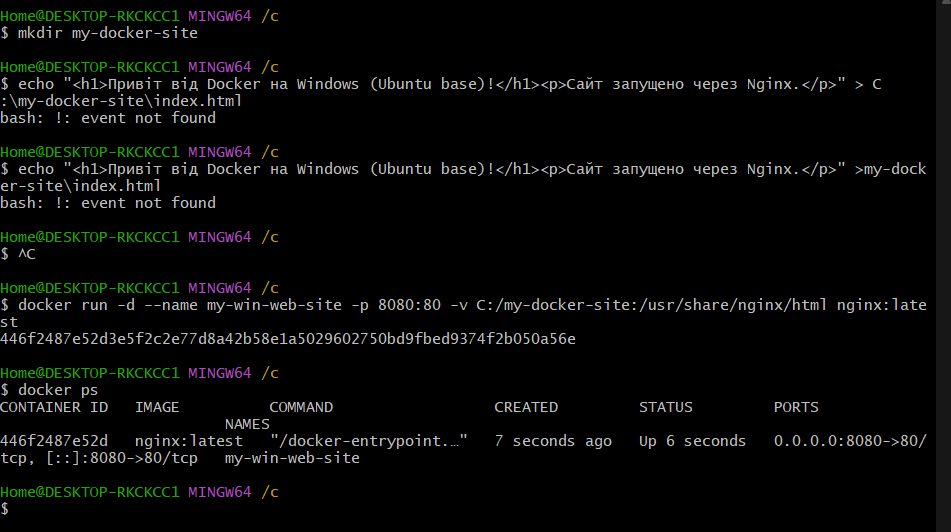 Home@DESKTOP-RKCKCC1 MINGW64 /c
$ mkdir my-docker-site
Home@DESKTOP-RKCKCC1 MINGW64 /c
$ echo "<h1>Привіт від Docker на Windows (Ubuntu base)!</h1><p>Сайт запущено через Nginx.</p>" > C
:\my-docker-site\index.html
bash: !: event not found
Home@DESKTOP-RKCKCC1 MINGW64 /c
$ echo "<h1>Привіт від Docker на Windows (Ubuntu base)!</h1><p>Сайт запущено через Nginx.</p>" >my-dock
er-site\index.html
bash: !: event not found
Home@DESKTOP-RKCKCC1 MINGW64 /c
$ ^C
Home@DESKTOP-RKCKCC1 MINGW64 /c
$ docker run -d --name my-win-web-site -p 8080:80 -v C:/my-docker-site:/usr/share/nginx/html nginx:late
st
446f2487e52d3e5f2c2e77d8a42b58e1a5029602750bd9fbed9374f2b050a56e
Home@DESKTOP-RKCKCC1 MINGW64 /c
$ docker ps
CONTAINER ID   IMAGE          COMMAND                  CREATED         STATUS         PORTS
                         NAMES
446f2487e52d   nginx:latest   "/docker-entrypoint.…"   7 seconds ago   Up 6 seconds   0.0.0.0:8080->80/
tcp, [::]:8080->80/tcp   my-win-web-site
Home@DESKTOP-RKCKCC1 MINGW64 /c
$